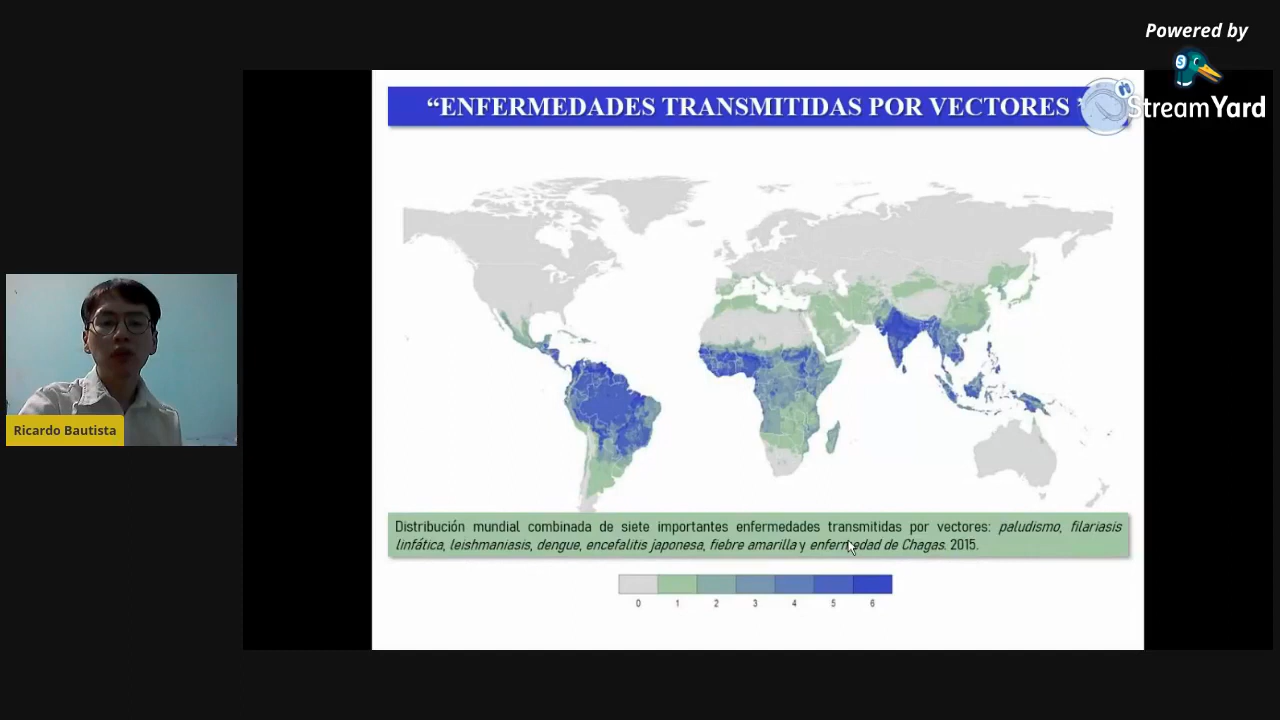 Powered by
StreamYard
“ENFERMEDADES TRANSMITIDAS POR VECTORES ”
Ricardo Bautista
Distribución mundial combinada de siete importantes enfermedades transmitidas por vectores: paludismo, filariasis
linfática, leishmaniasis, dengue, encefalitis japonesa, fiebre amarilla y enfermedad de Chagas. 2015.
0 1 2 3 4 5 6